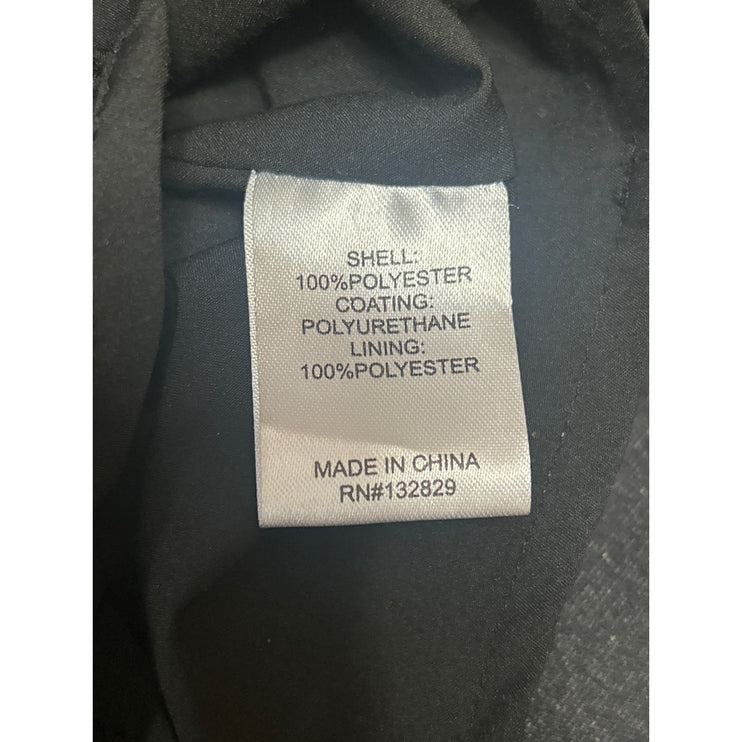 SHELL:
100%POLYESTER
COATING:
POLYURETHANE
LINING:
100%POLYESTER
MADE IN CHINA
RN#132829